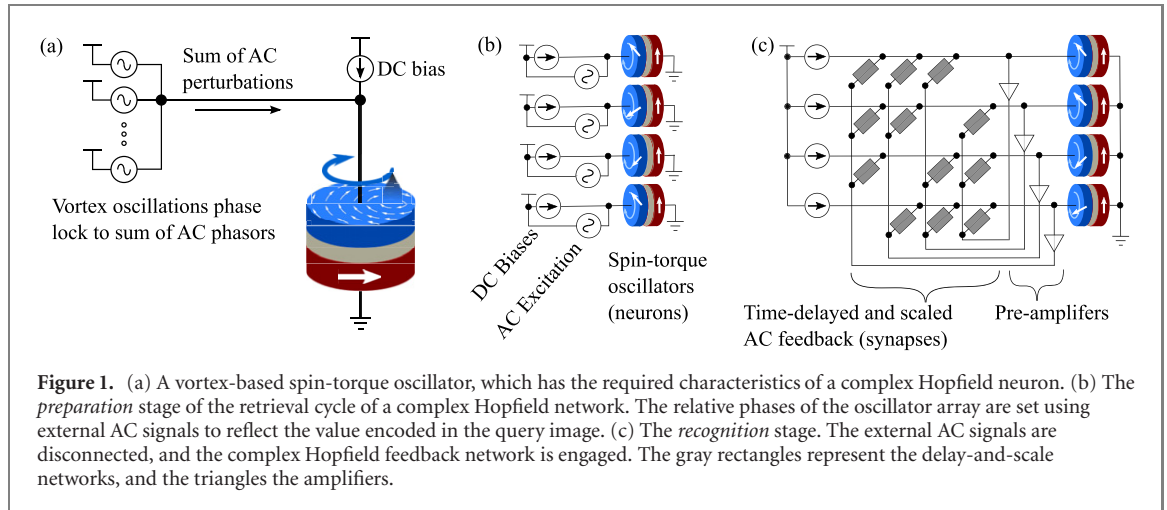 (a)
Sum of AC
perturbations
DC bias
Vortex oscillations phase
lock to sum of AC phasors
(b)
DC Biases
AC Excitation
Spin-torque
oscillators
(neurons)
(c)
Time-delayed and scaled
AC feedback (synapses)
Pre-amplifers
Figure 1. (a) A vortex-based spin-torque oscillator, which has the required characteristics of a complex Hopfield neuron. (b) The
preparation stage of the retrieval cycle of a complex Hopfield network. The relative phases of the oscillator array are set using
external AC signals to reflect the value encoded in the query image. (c) The recognition stage. The external AC signals are
disconnected, and the complex Hopfield feedback network is engaged. The gray rectangles represent the delay-and-scale
networks, and the triangles the amplifiers.